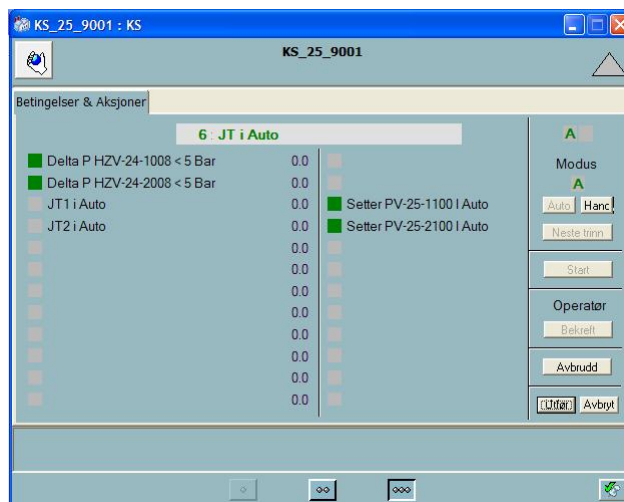 KS_25_9001 : KS
KS_25_9001
Betingelser & Aksjoner
6 : JT i Auto
A
Delta P HZV-24-1008 < 5 Bar 0.0
Modus
Delta P HZV-24-2008 < 5 Bar 0.0
A
JT1 i Auto 0.0 Setter PV-25-1100 I Auto
Auto Hanc
JT2 i Auto 0.0 Setter PV-25-2100 I Auto
Neste trinn
0.0
0.0
Start
0.0
0.0
Operatør
0.0
Bekreft
0.0
0.0
Avbrudd
0.0
Utfør Avbryt